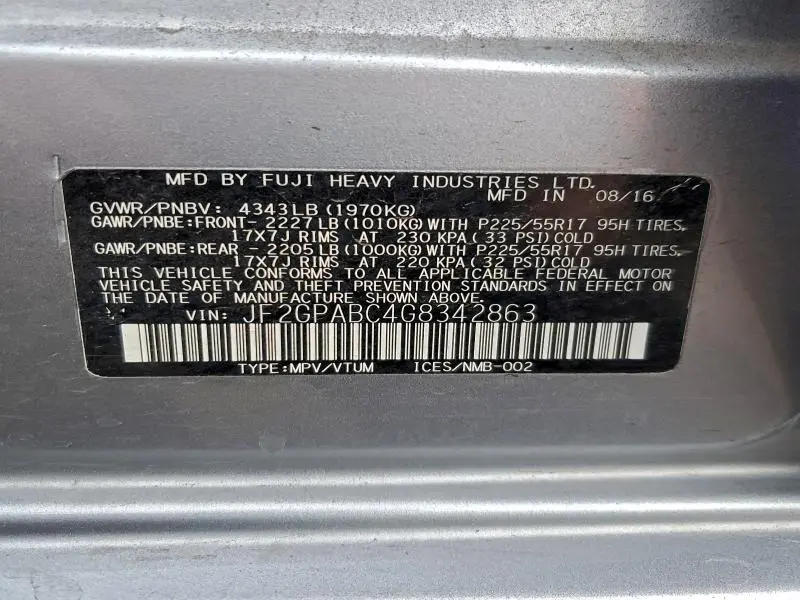 MFD BY FUJI HEAVY INDUSTRIES LTD.
MFD IN 08/16
GVWR/PNBV: 4343LB (1970KG)
GAWR/PNBE:FRONT-2227LB (1010KG) WITH P225/55R17 95H TIRES,
17X7J RIMS AT 230 KPA ( 33 PSI) COLD
GAWR/PNBE:REAR -2205LB (1000KG) WITH P225/55R17 95H TIRES,
17X7J RIMS AT 220 KPA ( 32 PSI) COLD
THIS VEHICLE CONFORMS TO ALL APPLICABLE FEDERAL MOTOR
VEHICLE SAFETY AND THEFT PREVENTION STANDARDS IN EFFECT ON
THE DATE OF MANUFACTURE SHOWN ABOVE.
VIN: JF2GPABC4G8342863
TYPE:MPV/VTUM ICES/NMB-002